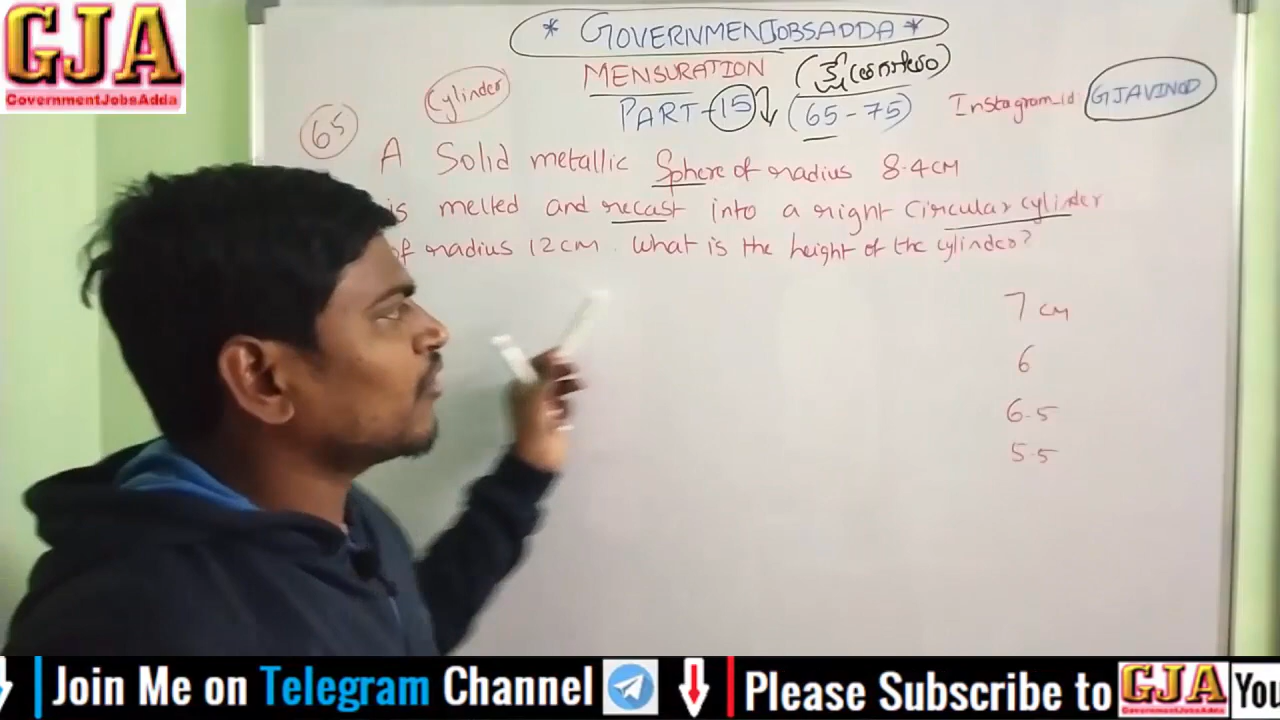 GJA
GovernmentJobsAdda
* GOVERNMENJOBSADDA *
MENSURATION
PART-15 (65-75)
Instagram_id: GJAVINOD
Cylinder
65
A Solid metallic Sphere of radius 8.4CM
is melted and recast into a right Circular cylinder
of radius 12CM. What is the height of the cylinder?
7 CM
6
6.5
5.5
Join Me on Telegram Channel
Please Subscribe to GJA You
GovernmentJobsAdda